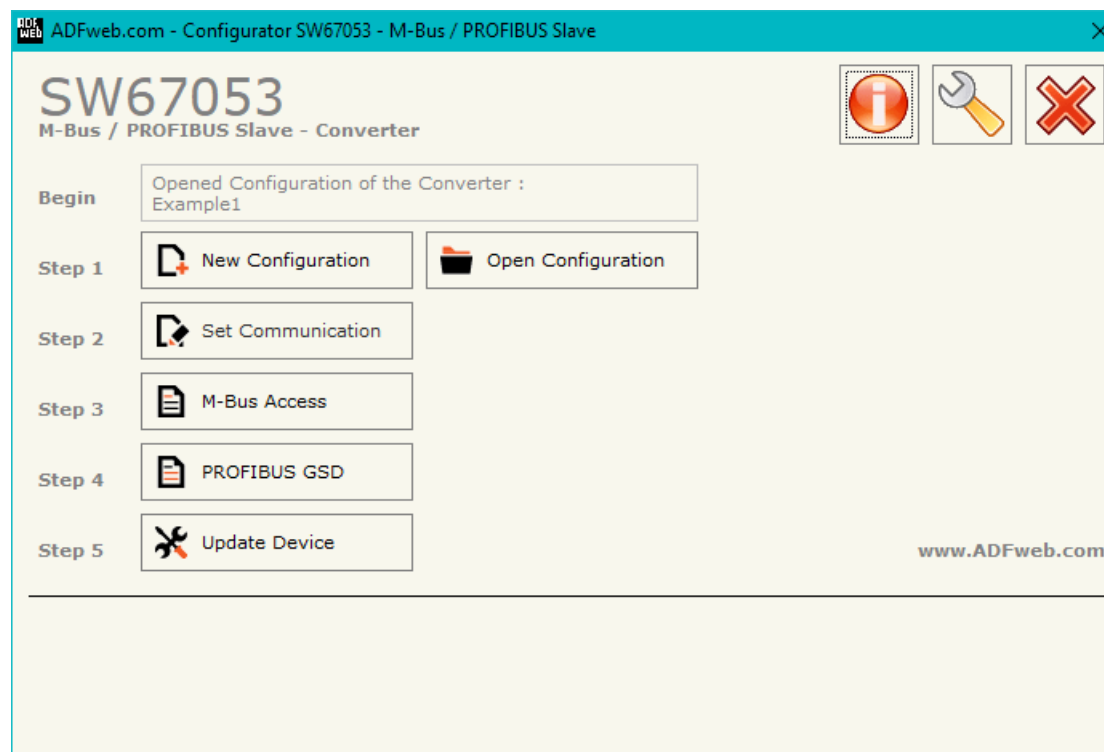 ADF
web
ADFweb.com - Configurator SW67053 - M-Bus / PROFIBUS Slave
SW67053
M-Bus / PROFIBUS Slave - Converter
Begin
Opened Configuration of the Converter :
Example1
Step 1
New Configuration
Open Configuration
Step 2
Set Communication
Step 3
M-Bus Access
Step 4
PROFIBUS GSD
Step 5
Update Device
www.ADFweb.com